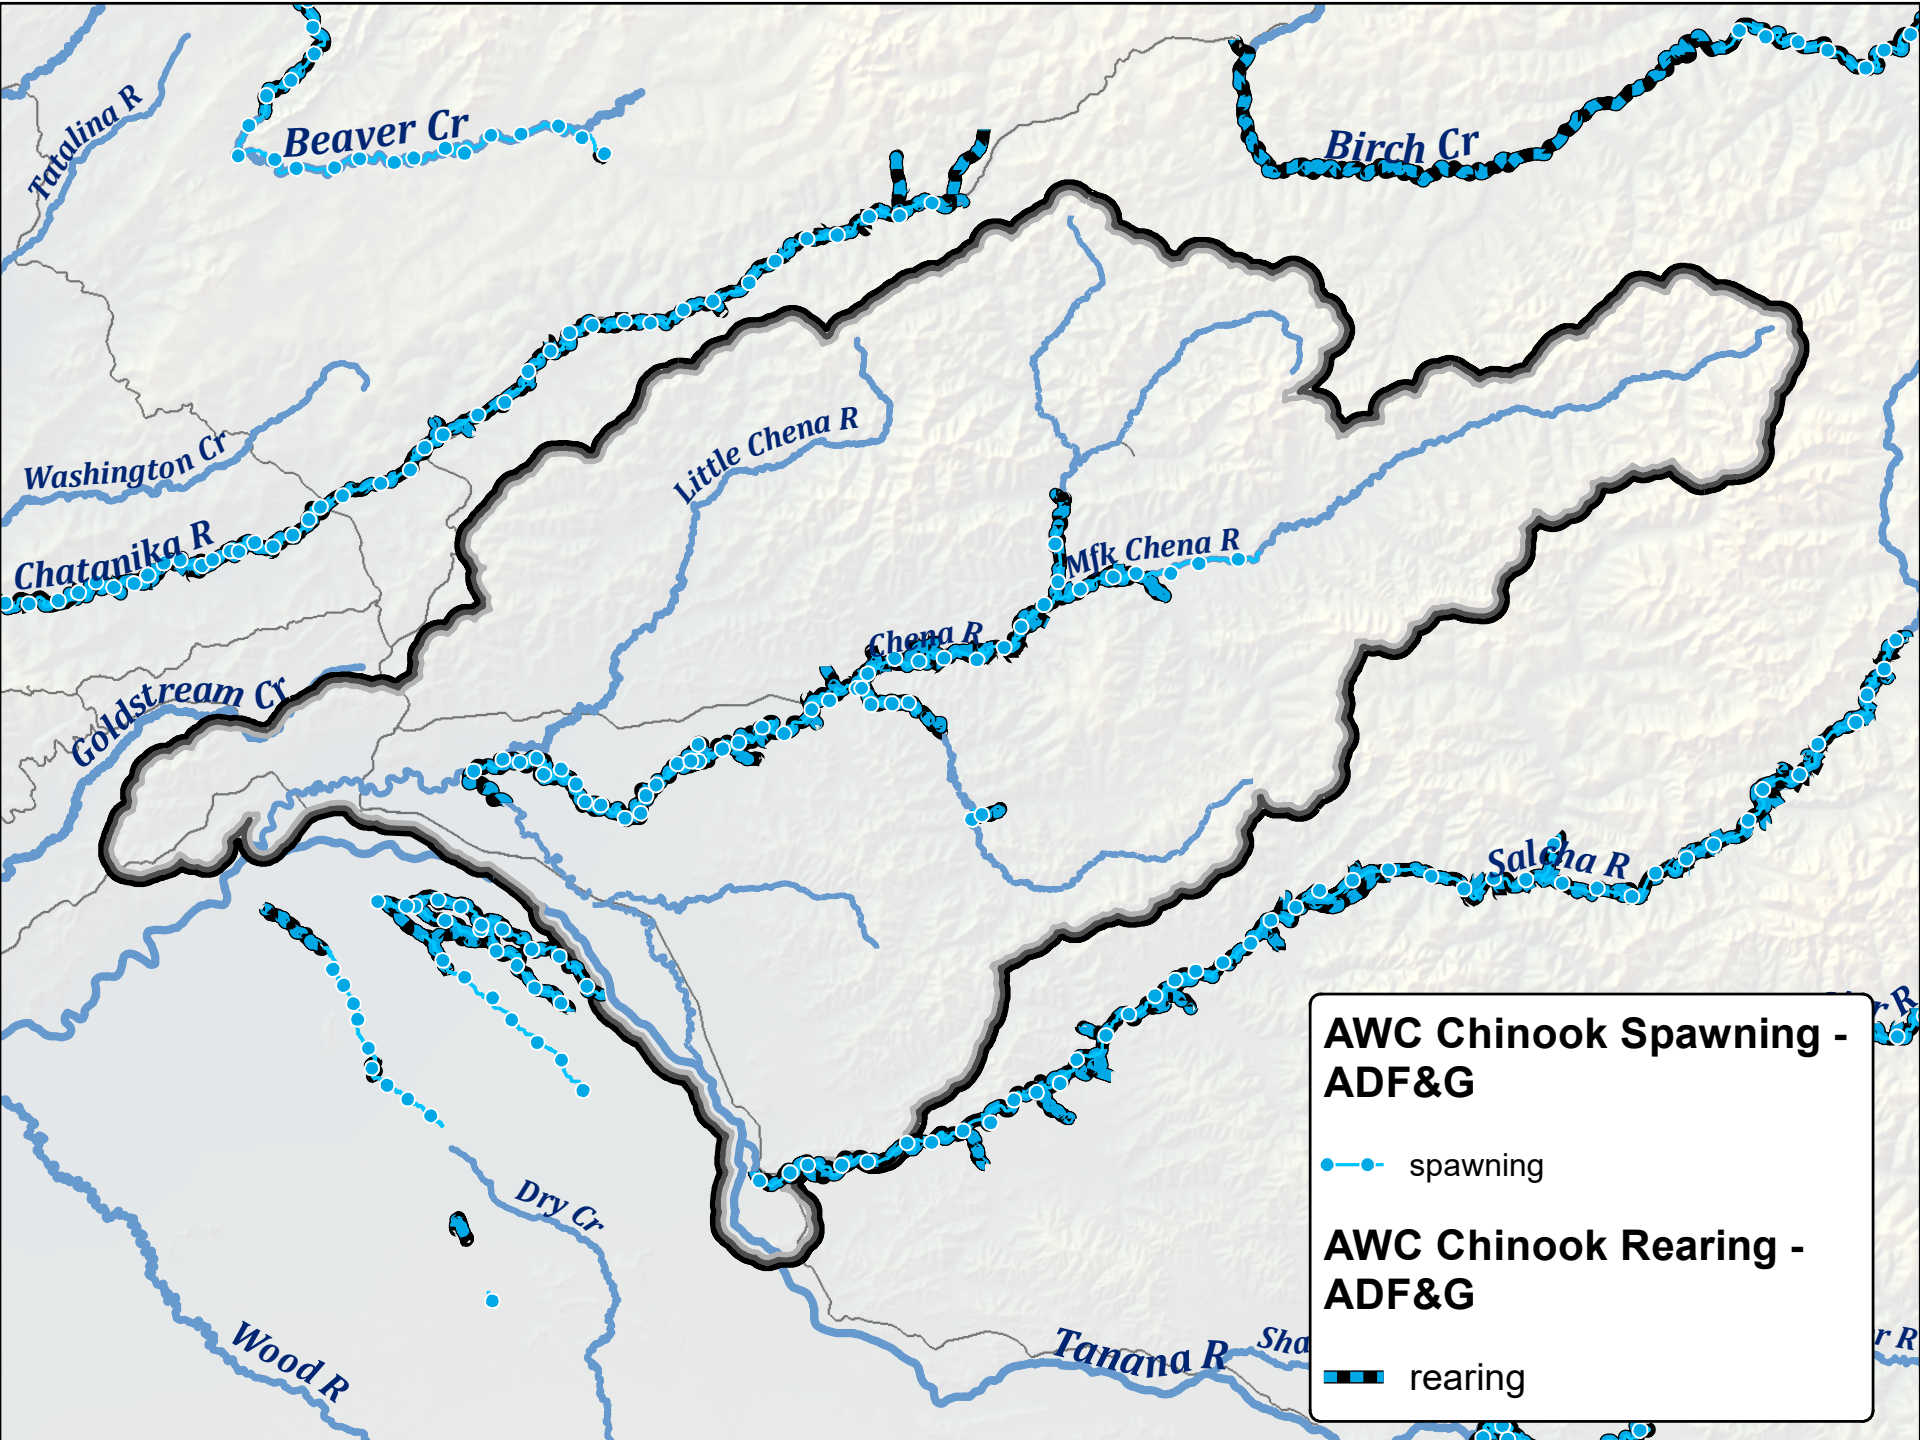 Tatalina R
Beaver Cr
Birch Cr
Little Chena R
Washington Cr
Chatanika R
Mfk Chena R
Chena R
Goldstream Cr
Salcha R
R
AWC Chinook Spawning -
ADF&G
spawning
Dry Cr
AWC Chinook Rearing -
ADF&G
rearing
Wood R
Tanana R
Sha
r R